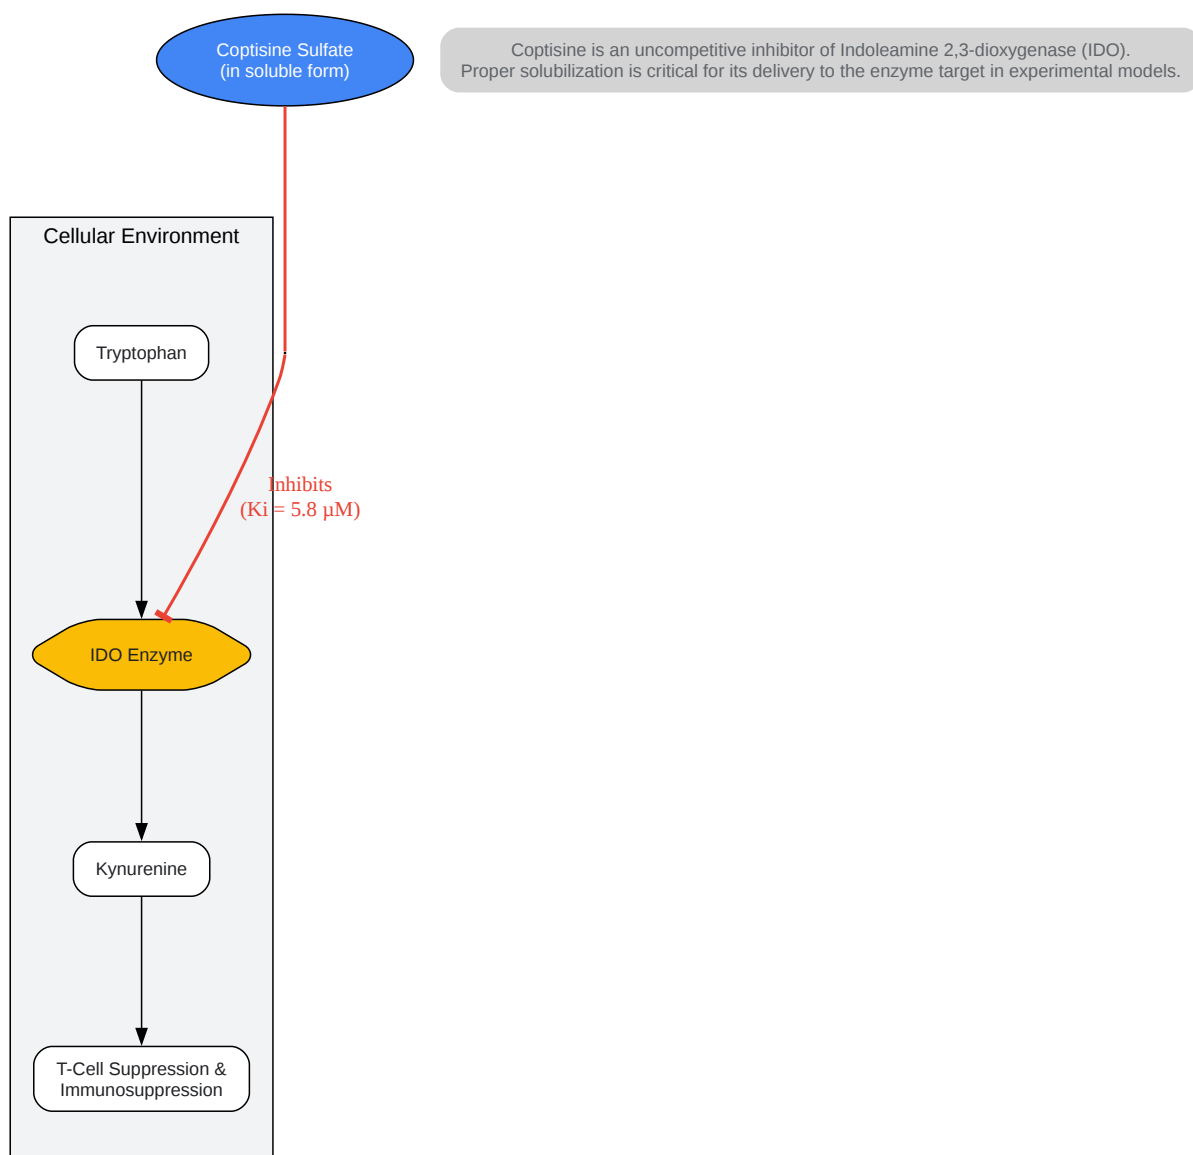 Coptisine Sulfate
(in soluble form)
Coptisine is an uncompetitive inhibitor of Indoleamine 2,3-dioxygenase (IDO).
Proper solubilization is critical for its delivery to the enzyme target in experimental models.
Cellular Environment
Tryptophan
Inhibits
(Ki = 5.8 µM)
IDO Enzyme
Kynurenine
T-Cell Suppression &
Immunosuppression